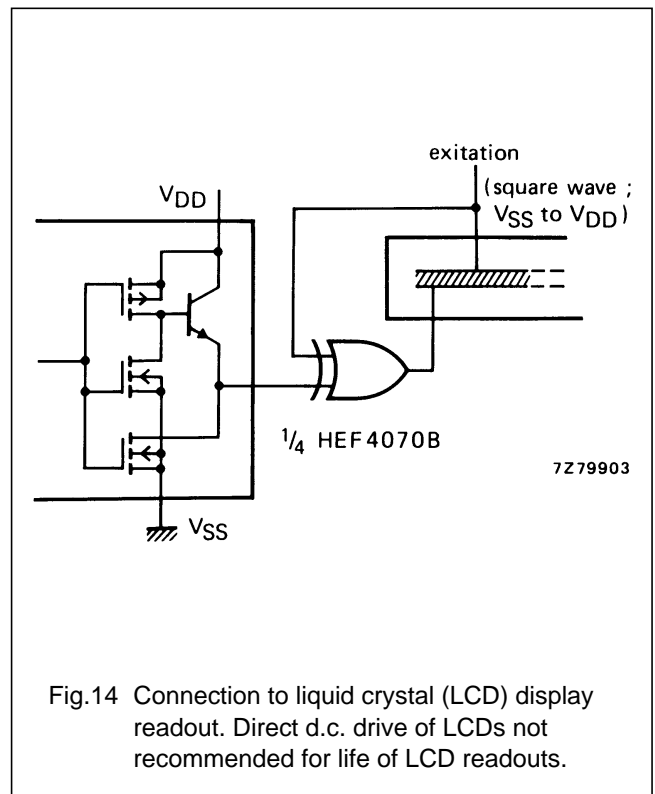 exitation
(square wave ;
VSS to VDD)
VDD
1/4 HEF4070B
7Z79903
VSS
Fig.14 Connection to liquid crystal (LCD) display
readout. Direct d.c. drive of LCDs not
recommended for life of LCD readouts.